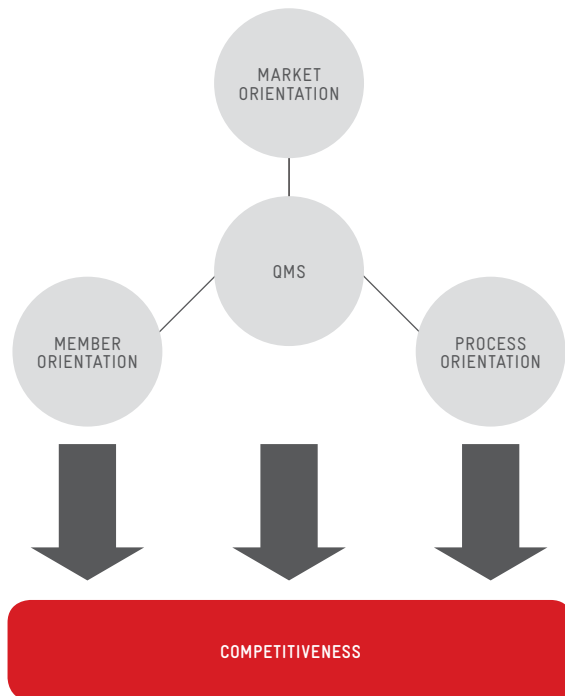 MARKET
ORIENTATION
QMS
MEMBER
ORIENTATION
PROCESS
ORIENTATION
COMPETITIVENESS